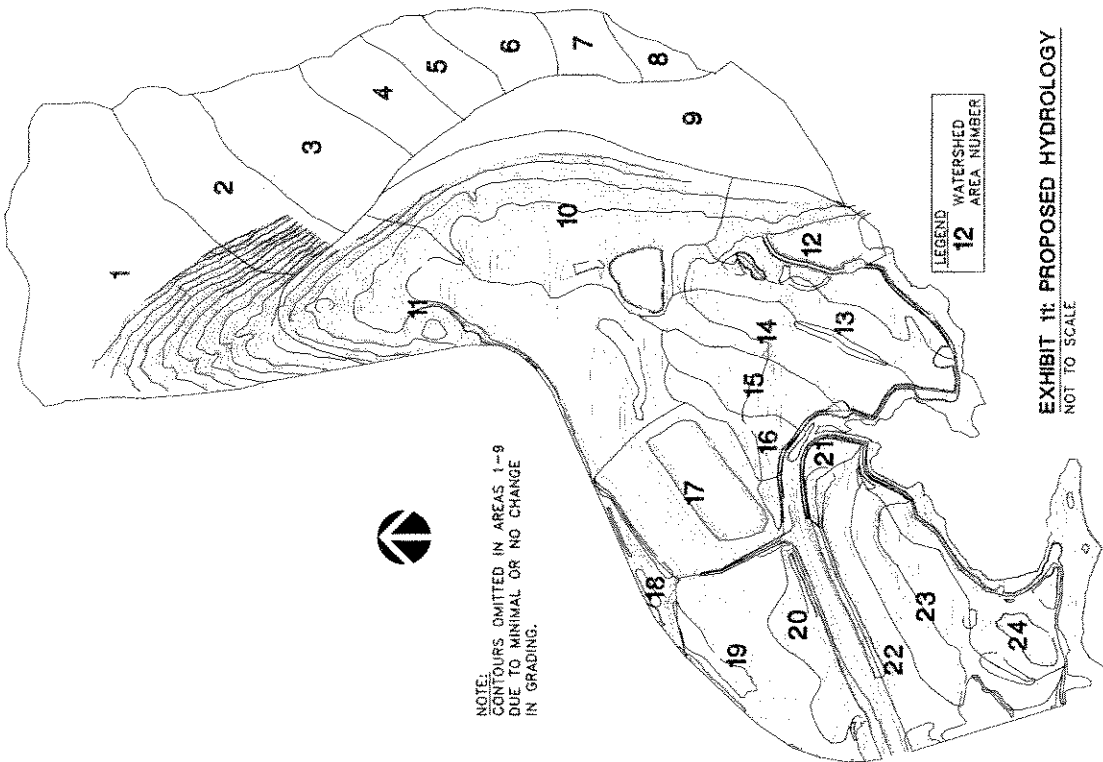 1
2
3
4
5
6
7
8
9
10
11
12
13
14
15
16
17
18
19
20
21
22
23
24
NOTE:
CONTOURS OMITTED IN AREAS 1-9
DUE TO MINIMAL OR NO CHANGE
IN GRADING.
LEGEND
12 WATERSHED
AREA NUMBER
EXHIBIT 11: PROPOSED HYDROLOGY
NOT TO SCALE